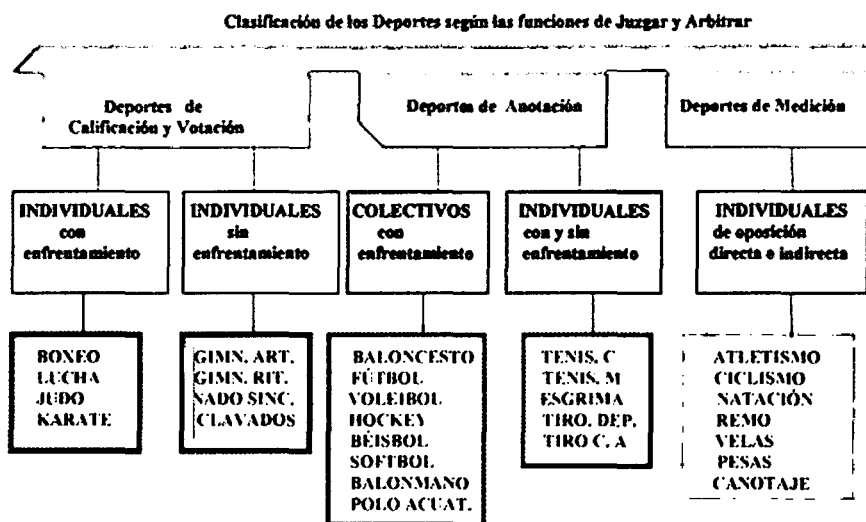 Clasificación de los Deportes según las funciones de Juzgar y Arbitrar
Deportes de
Calificación y Votación
Deportes de Anotación
Deportes de Medición
INDIVIDUALES
con
enfrentamiento
INDIVIDUALES
sin
enfrentamiento
COLECTIVOS
con
enfrentamiento
INDIVIDUALES
con y sin
enfrentamiento
INDIVIDUALES
de oposición
directa o indirecta
BOXEO
LUCHA
JUDO
KARATE
GIMN. ART.
GIMN. RIT.
NADO SINC.
CLAVADOS
BALONCESTO
FÚTBOL
VOLEIBOL
HOCKEY
BÉISBOL
SOFTBOL
BALONMANO
POLO ACUAT.
TENIS. C
TENIS. M
ESGRIMA
TIRO. DEP.
TIRO C. A
ATLETISMO
CICLISMO
NATACIÓN
REMO
VELAS
PESAS
CANOTAJE